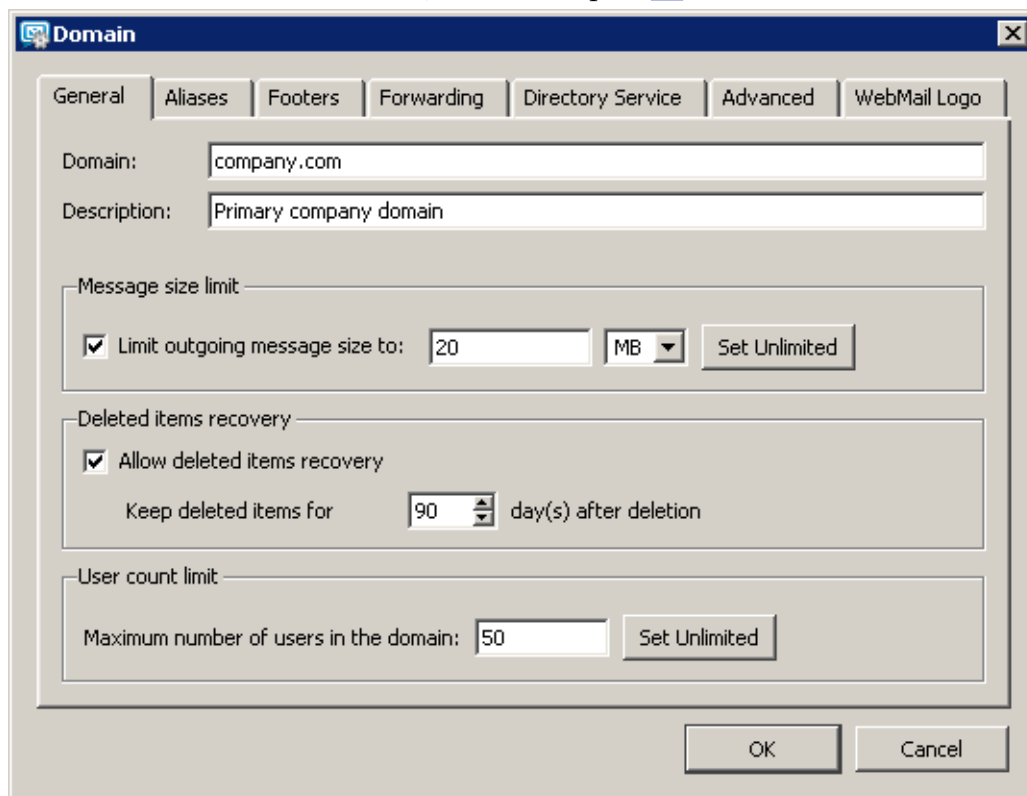 Domain
General Aliases Footers Forwarding Directory Service Advanced WebMail Logo
Domain: company.com
Description: Primary company domain
Message size limit
Limit outgoing message size to: 20 MB Set Unlimited
Deleted items recovery
Allow deleted items recovery
Keep deleted items for 90 day(s) after deletion
User count limit
Maximum number of users in the domain: 50 Set Unlimited
OK Cancel